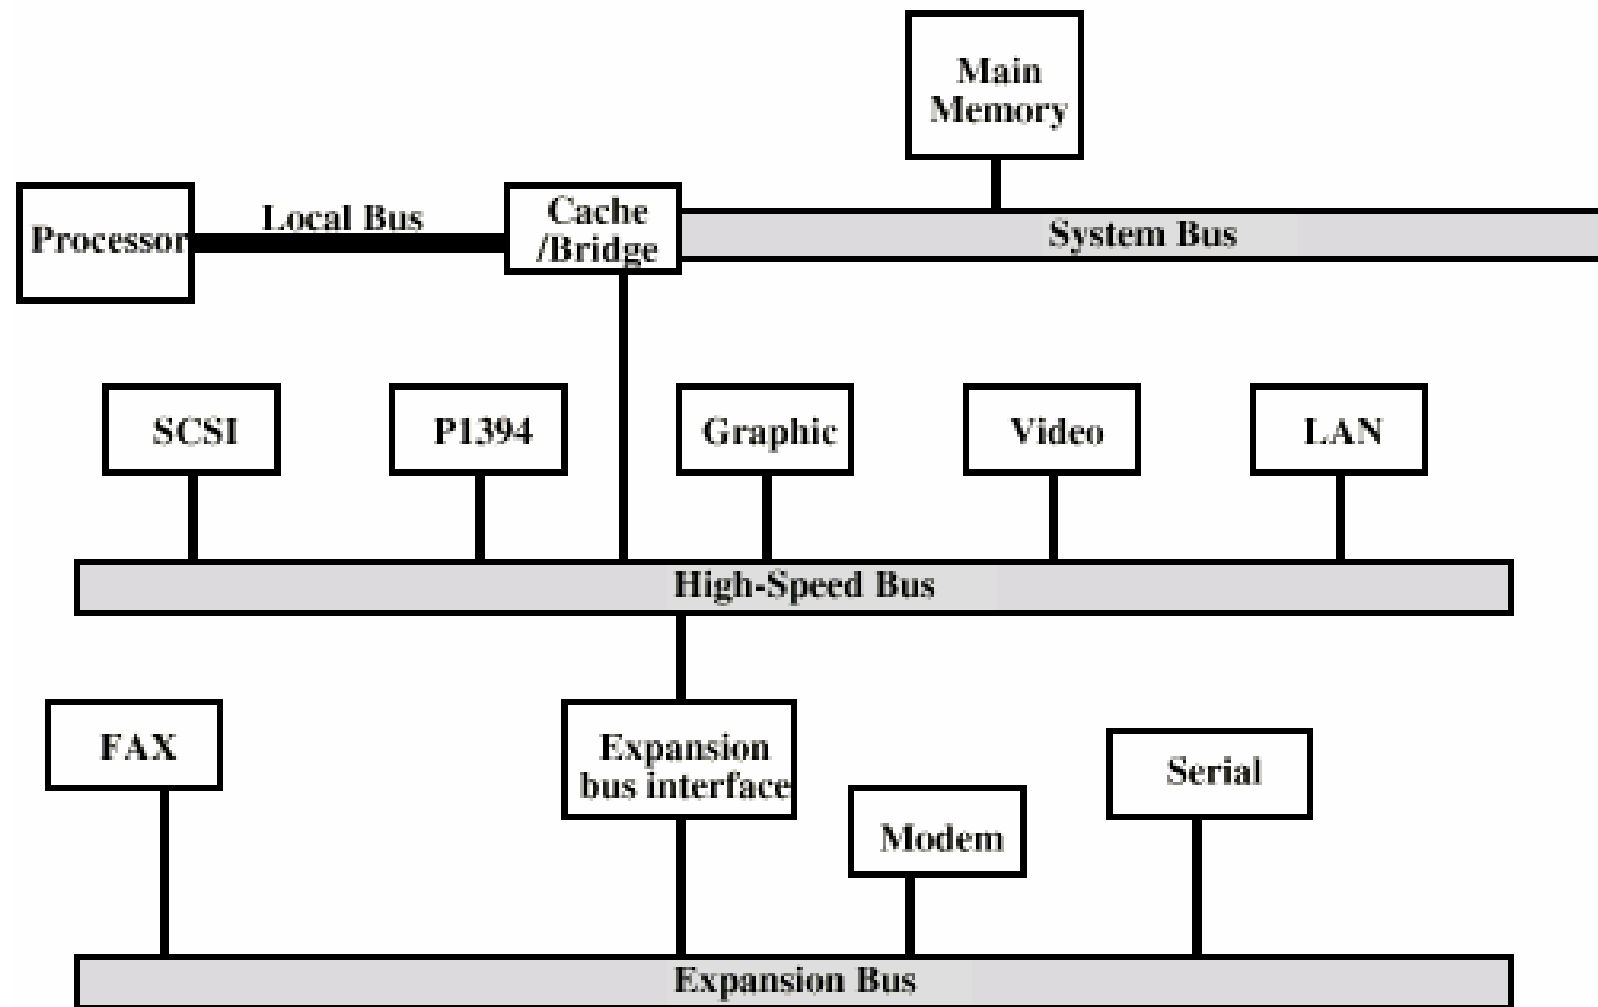 Main
Memory
Processor
Local Bus
Cache
/Bridge
System Bus
SCSI
P1394
Graphic
Video
LAN
High-Speed Bus
FAX
Expansion
bus interface
Modem
Serial
Expansion Bus